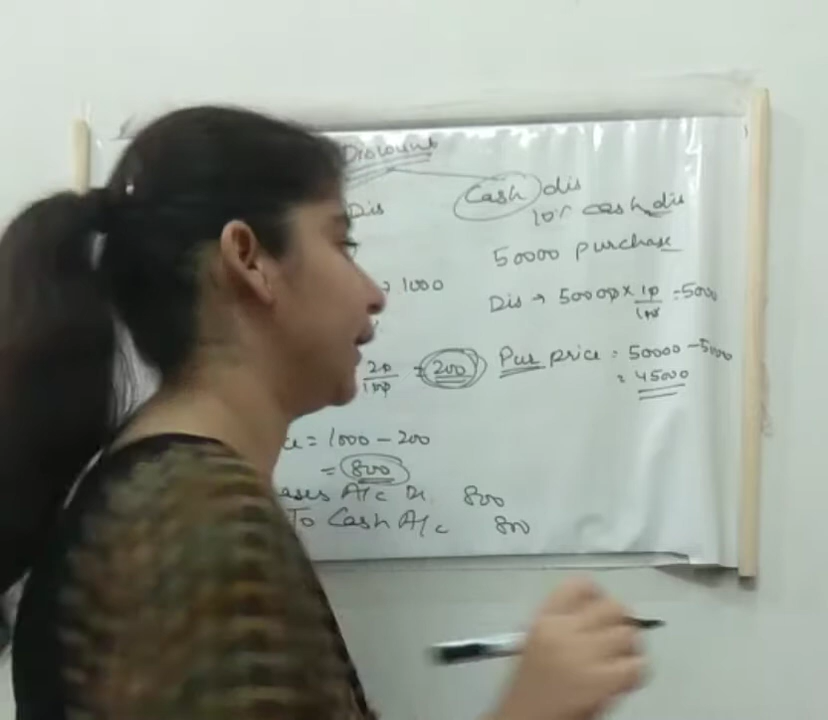 Discount
Dis
1000
20/100 = 200
= 1000 - 200
= 800
ases A/c Dr. 800
To Cash A/c 800
Cash dis
10% cash dis
50000 purchase
Dis → 50000 x 10/100 = 5000
Pur price = 50000 - 5000
= 45000